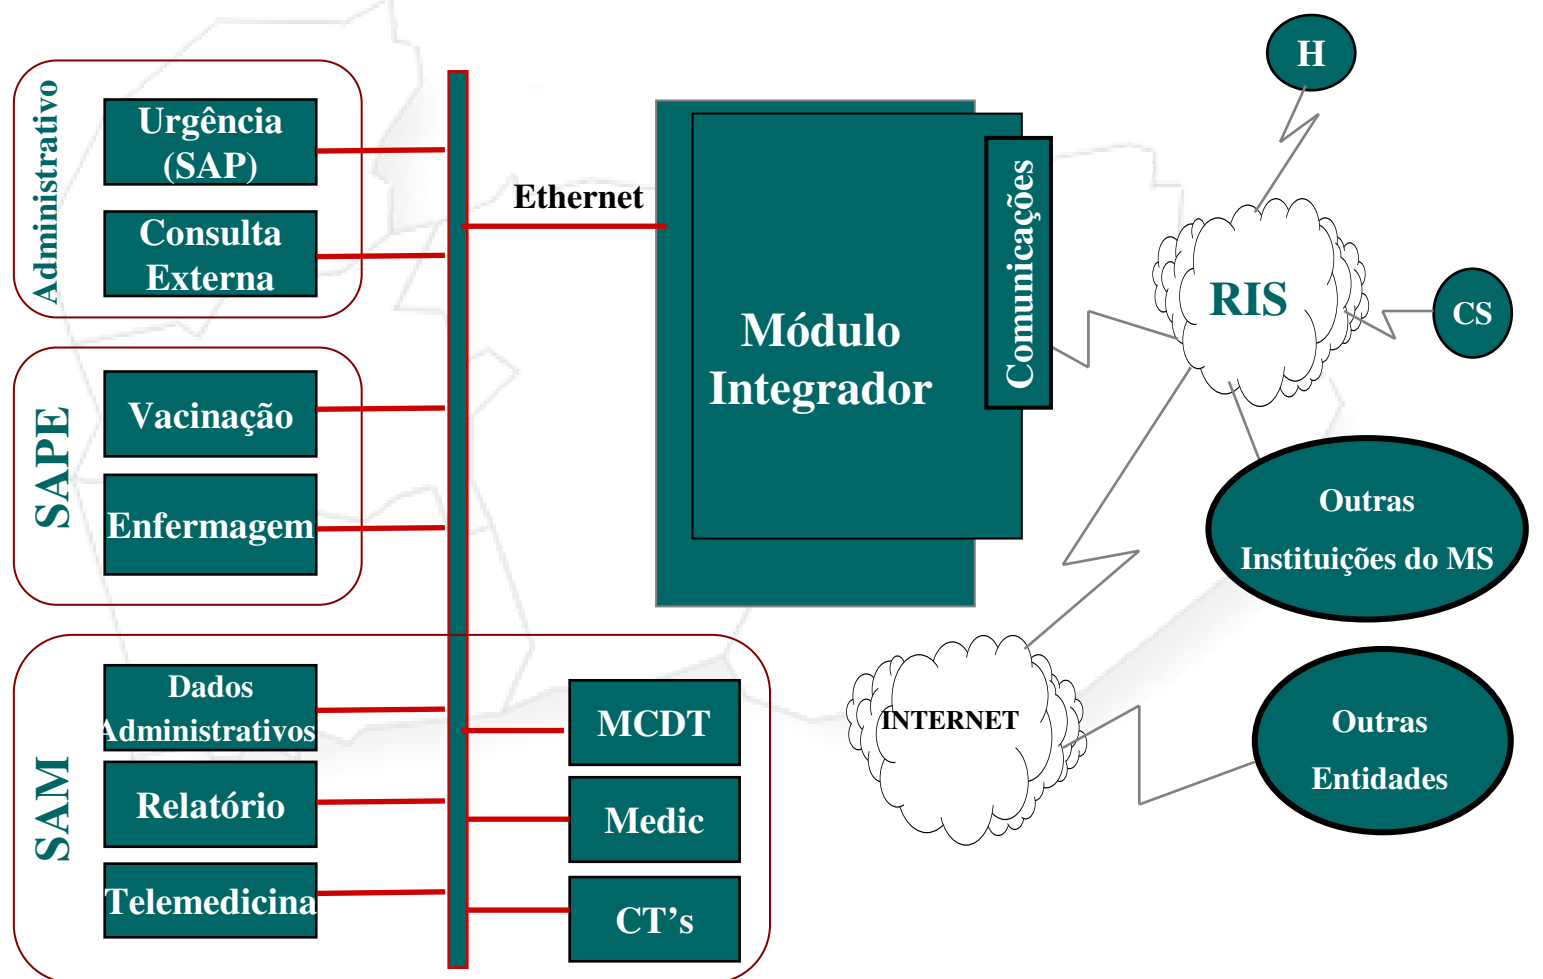 Administrativo
Urgência
(SAP)
Consulta
Externa
SAPE
Vacinação
Enfermagem
SAM
Dados
Administrativos
Relatório
Telemedicina
MCDT
Medic
CT’s
Ethernet
Módulo
Integrador
Comunicações
H
RIS
CS
Outras
Instituições do MS
INTERNET
Outras
Entidades